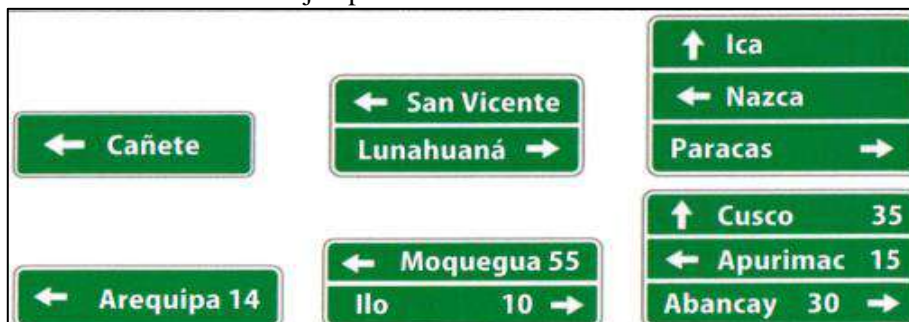 ← Cañete
← San Vicente
Lunahuaná →
↑ Ica
← Nazca
Paracas →
← Arequipa 14
← Moquegua 55
Ilo 10 →
↑ Cusco 35
← Apurimac 15
Abancay 30 →